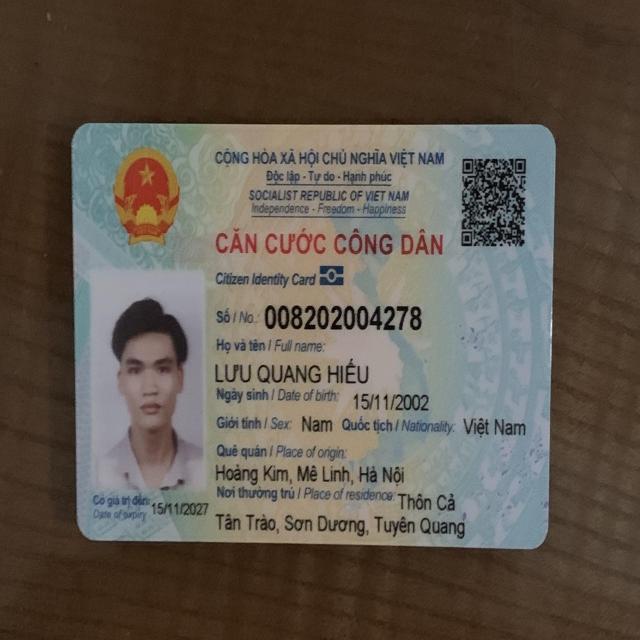 CỘNG HÒA XÃ HỘI CHỦ NGHĨA VIỆT NAM
Độc lập - Tự do - Hạnh phúc
SOCIALIST REPUBLIC OF VIET NAM
Independence - Freedom - Happiness
CĂN CƯỚC CÔNG DÂN
Citizen Identity Card
Số / No.: 008202004278
Họ và tên / Full name:
LƯU QUANG HIẾU
Ngày sinh / Date of birth: 15/11/2002
Giới tính / Sex: Nam Quốc tịch / Nationality: Việt Nam
Quê quán / Place of origin:
Hoàng Kim, Mê Linh, Hà Nội
Nơi thường trú / Place of residence: Thôn Cả
Tân Trào, Sơn Dương, Tuyên Quang
Có giá trị đến: 15/11/2027
Date of expiry